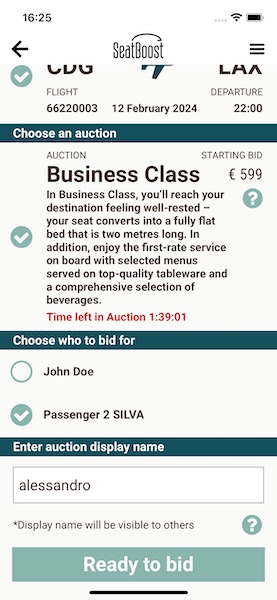 16:25
SeatBoost
CDG LAX
FLIGHT DEPARTURE
66220003 12 February 2024 22:00
Choose an auction
AUCTION STARTING BID
Business Class € 599
In Business Class, you'll reach your
destination feeling well-rested –
your seat converts into a fully flat
bed that is two metres long. In
addition, enjoy the first-rate service
on board with selected menus
served on top-quality tableware and
a comprehensive selection of
beverages.
Time left in Auction 1:39:01
Choose who to bid for
John Doe
Passenger 2 SILVA
Enter auction display name
alessandro
*Display name will be visible to others
Ready to bid